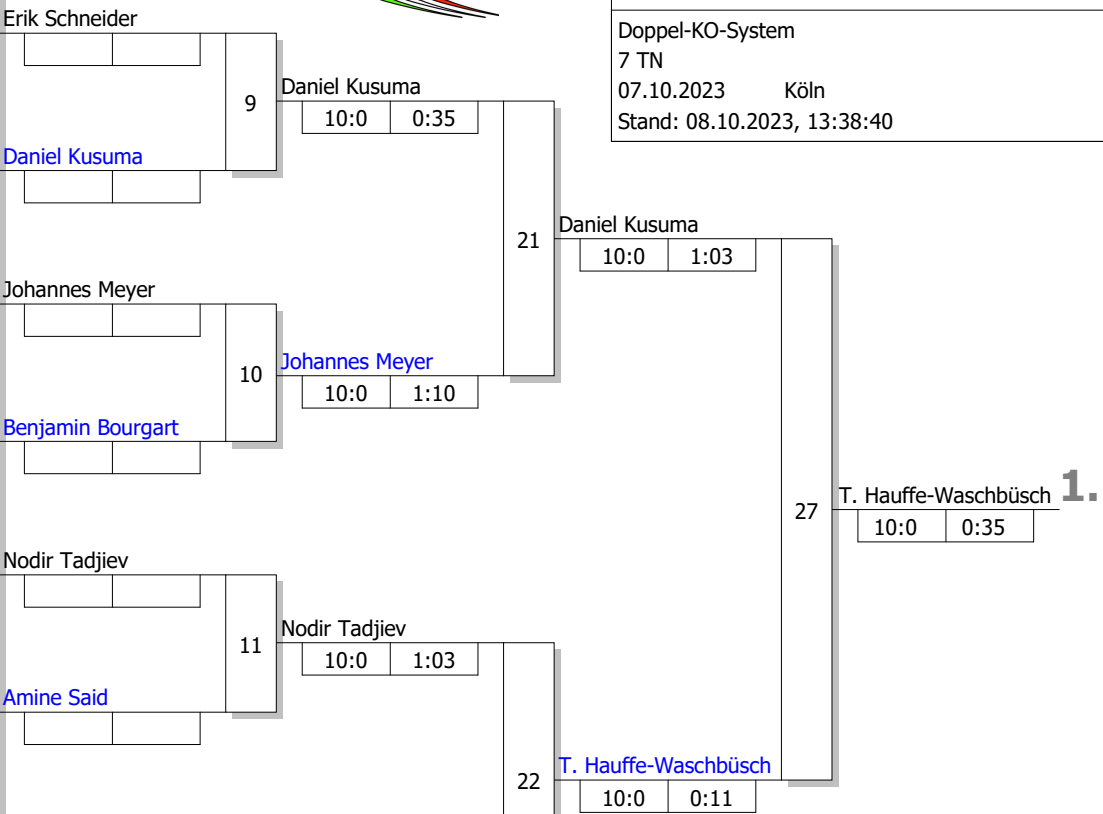 Erik Schneider
Doppel-KO-System
7 TN
07.10.2023 Köln
Stand: 08.10.2023, 13:38:40
9
Daniel Kusuma
10:0 0:35
Daniel Kusuma
21
Daniel Kusuma
10:0 1:03
Johannes Meyer
10
Johannes Meyer
10:0 1:10
Benjamin Bourgart
27
T. Hauffe-Waschbüsch 1.
10:0 0:35
Nodir Tadjiev
11
Nodir Tadjiev
10:0 1:03
Amine Said
22
T. Hauffe-Waschbüsch
10:0 0:11